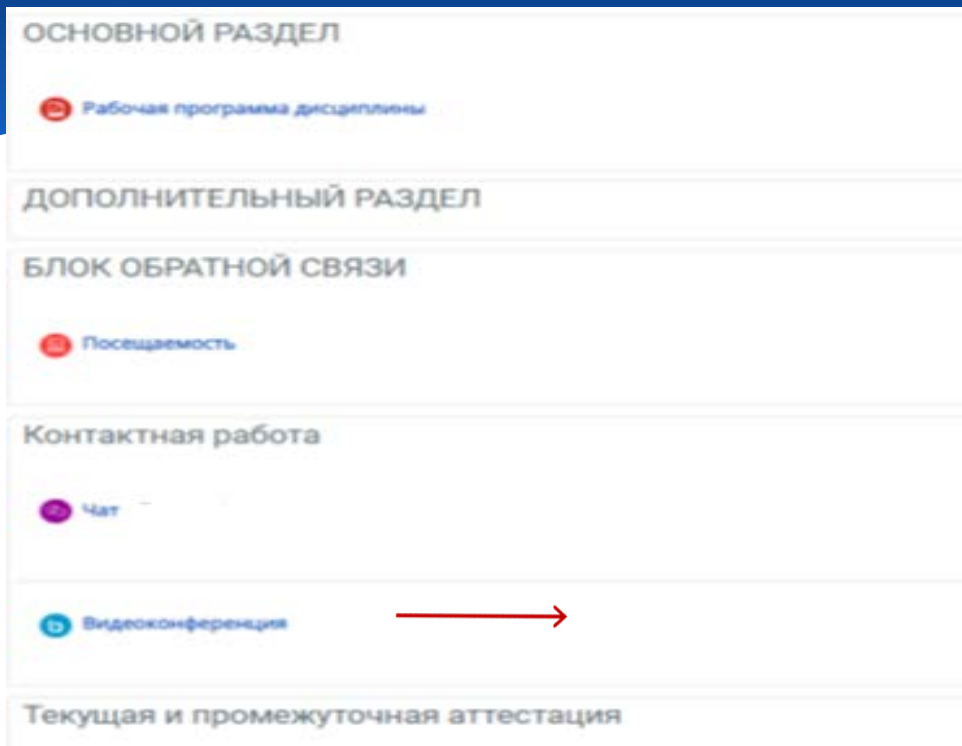 ОСНОВНОЙ РАЗДЕЛ
Рабочая программа дисциплины
ДОПОЛНИТЕЛЬНЫЙ РАЗДЕЛ
БЛОК ОБРАТНОЙ СВЯЗИ
Посещаемость
Контактная работа
Чат
Видеоконференция
Текущая и промежуточная аттестация